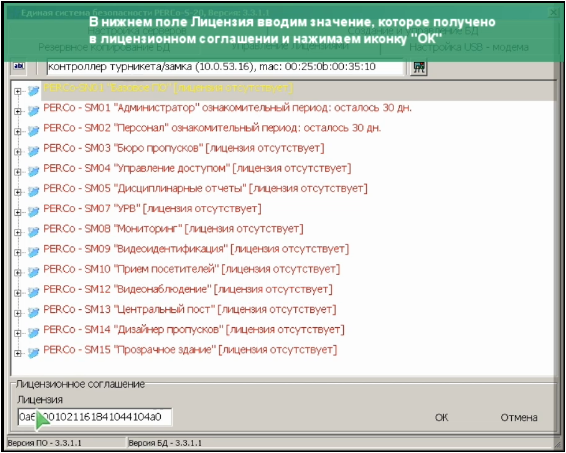 Единая система безопасности PERCo-S-20. Версия 3.3.1.1
В нижнем поле Лицензия вводим значение, которое получено
в лицензионном соглашении и нажимаем иконку "ОК"
Настройка серверов
Создание и БД
Резервное копирование БД Управление Лицензиями Настройка USB - модема
контроллер турникета/замка (10.0.53.16), mac: 00:25:0b:00:35:10
PERCo-SN01 "Базовое ПО" [лицензия отсутствует]
PERCo - SM01 "Администратор" ознакомительный период: осталось 30 дн.
PERCo - SM02 "Персонал" ознакомительный период: осталось 30 дн.
PERCo - SM03 "Бюро пропусков" [лицензия отсутствует]
PERCo - SM04 "Управление доступом" [лицензия отсутствует]
PERCo - SM05 "Дисциплинарные отчеты" [лицензия отсутствует]
PERCo - SM07 "УРВ" [лицензия отсутствует]
PERCo - SM08 "Мониторинг" [лицензия отсутствует]
PERCo - SM09 "Видеоидентификация" [лицензия отсутствует]
PERCo - SM10 "Прием посетителей" [лицензия отсутствует]
PERCo - SM12 "Видеонаблюдение" [лицензия отсутствует]
PERCo - SM13 "Центральный пост" [лицензия отсутствует]
PERCo - SM14 "Дизайнер пропусков" [лицензия отсутствует]
PERCo - SM15 "Прозрачное здание" [лицензия отсутствует]
Лицензионное соглашение
Лицензия
ОК Отмена
Версия ПО - 3.3.1.1 Версия БД - 3.3.1.1